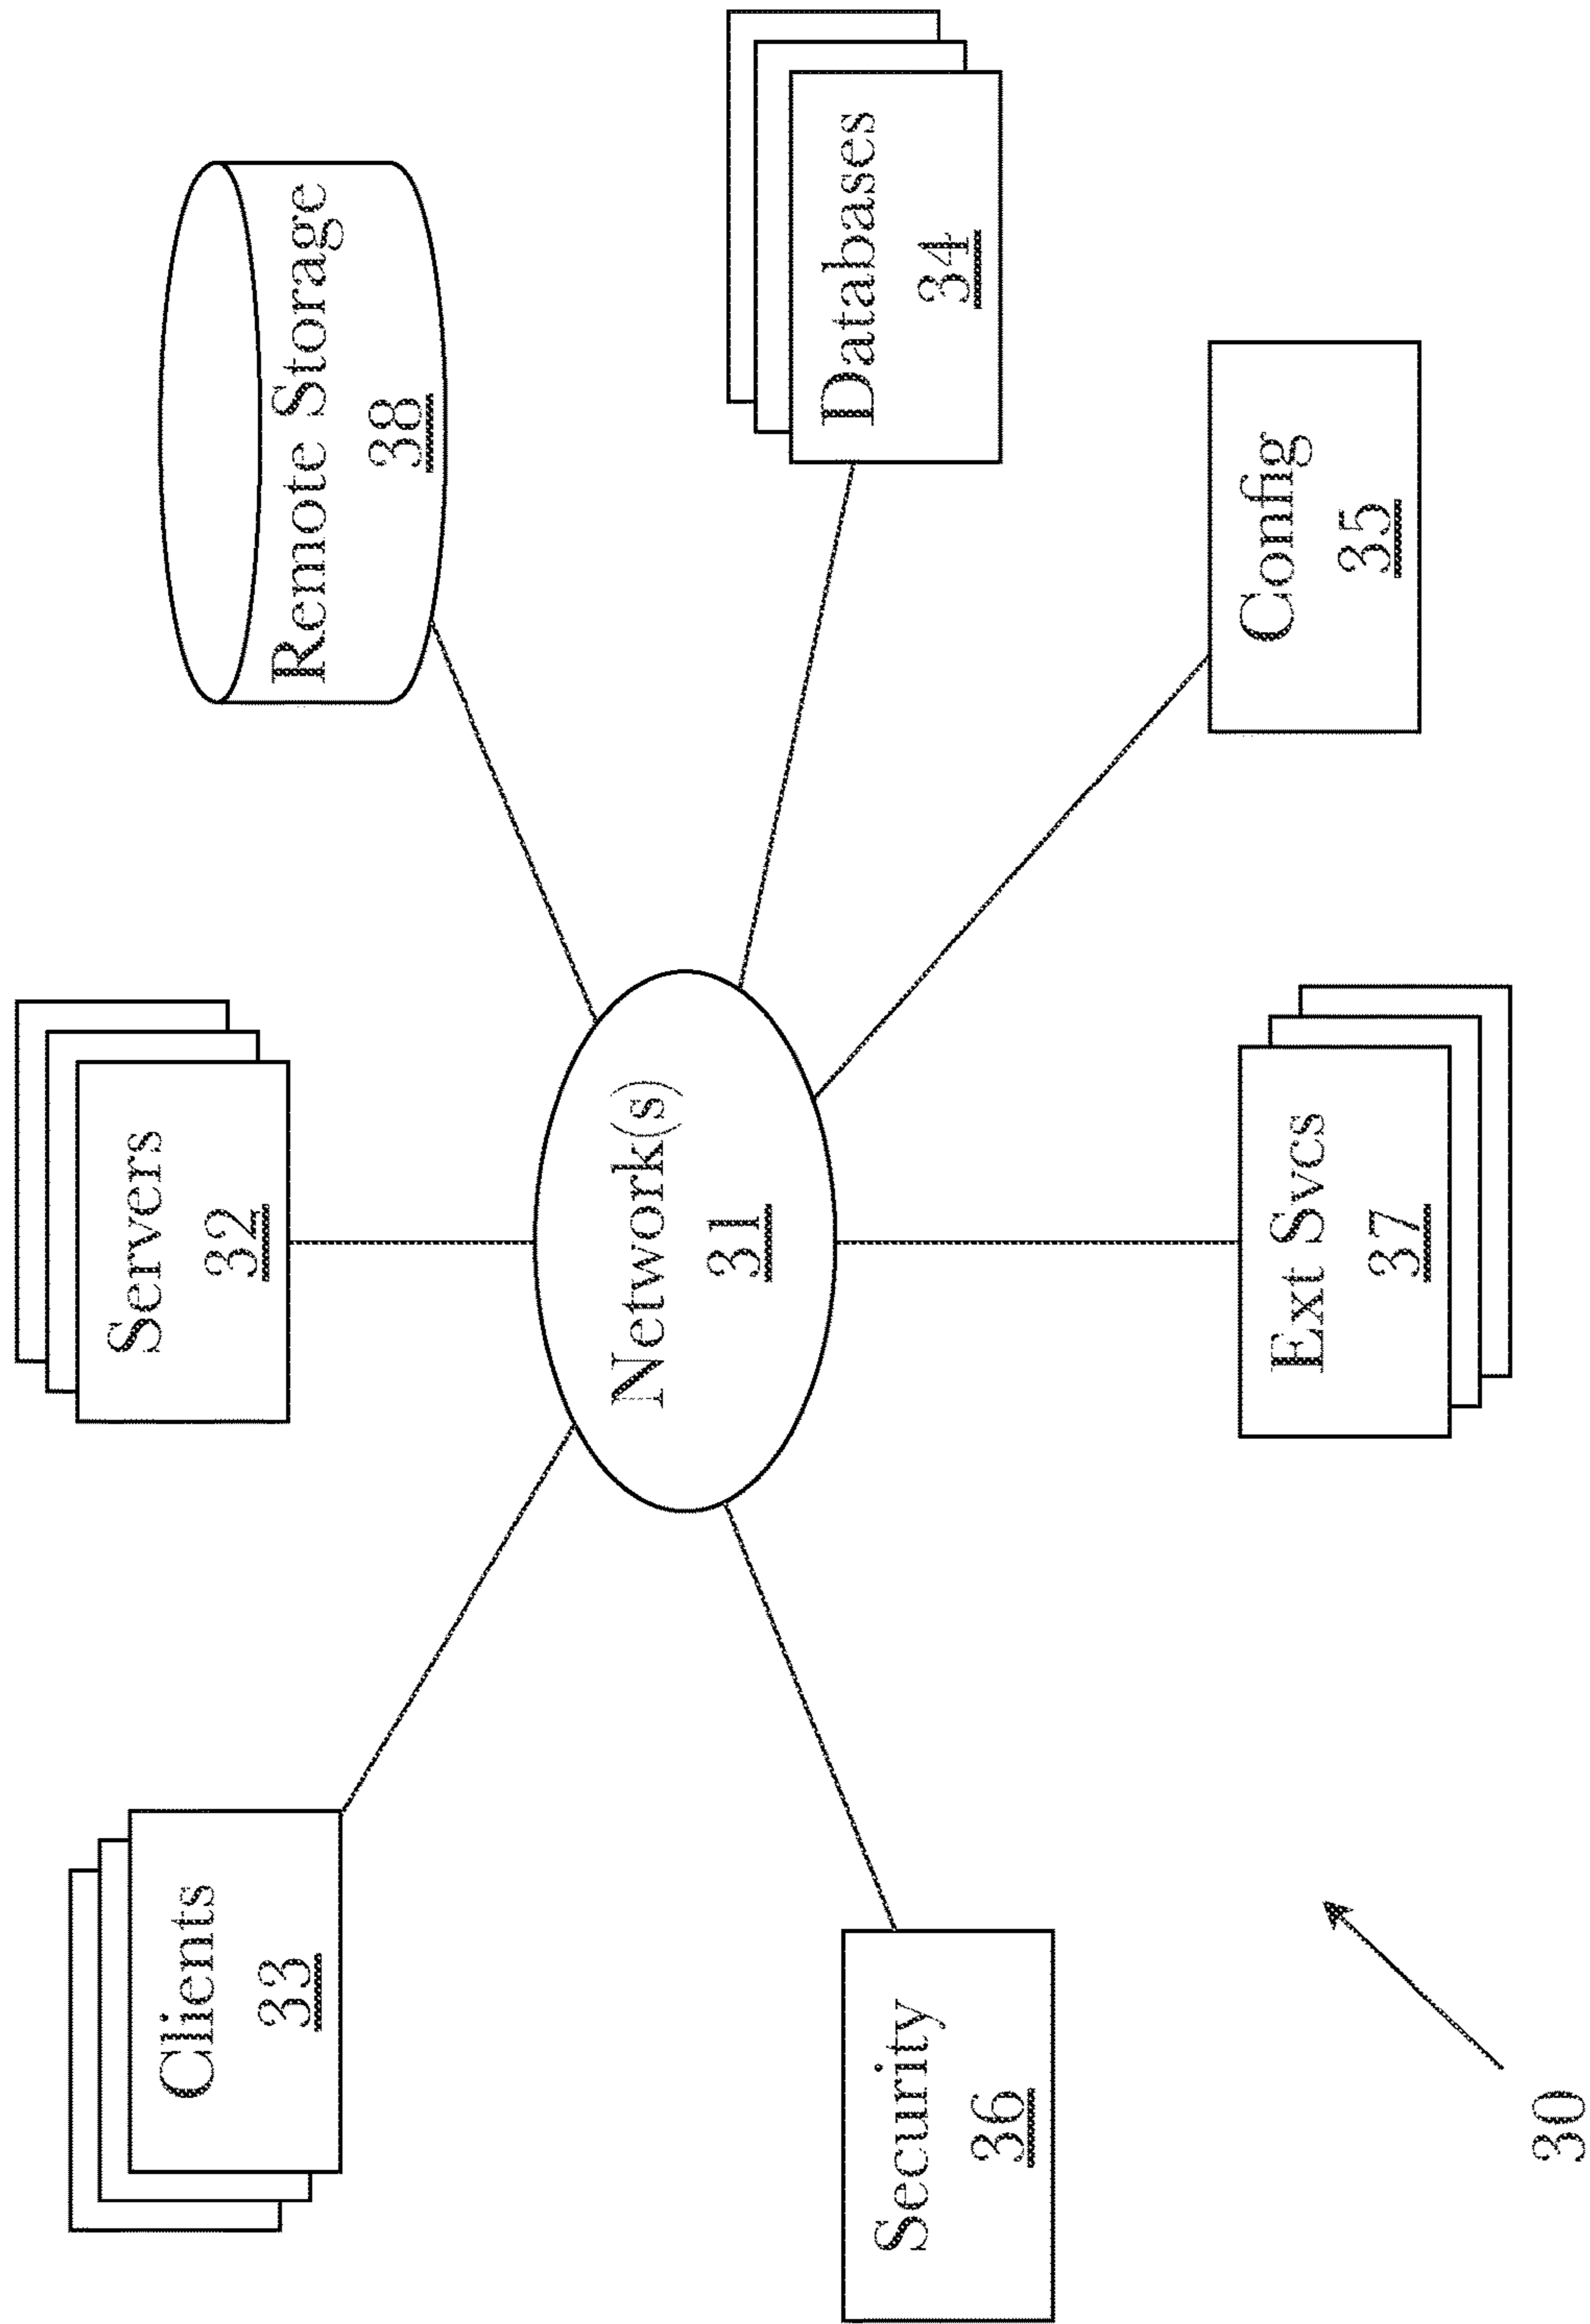 Clients
33
Servers
32
Remote Storage
38
Network(s)
31
Databases
34
Security
36
Ext Svcs
37
Config
35
30